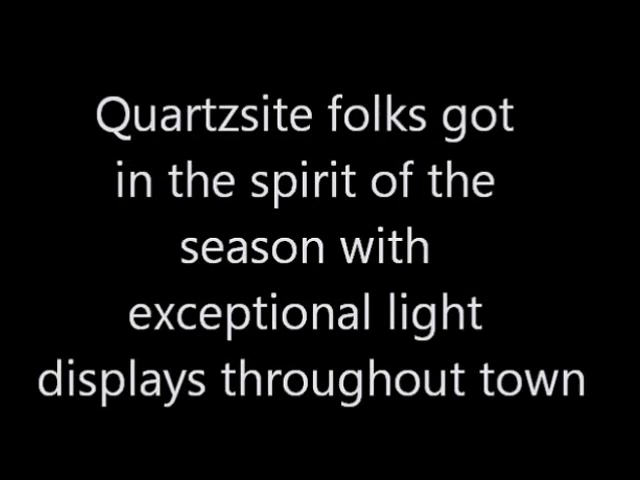 Quartzsite folks got
in the spirit of the
season with
exceptional light
displays throughout town